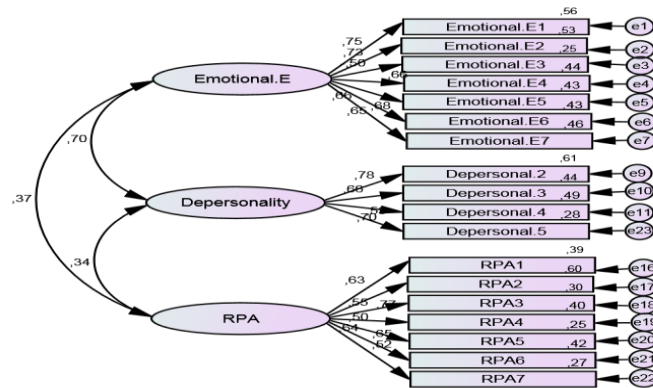 ,56
,75 Emotional.E1 e1
,53
,73 Emotional.E2 e2
,25
,50 Emotional.E3 e3
,44
Emotional.E Emotional.E4 e4
,66
,43
Emotional.E5 e5
,43
,66 ,68 Emotional.E6 e6
,46
,65 Emotional.E7 e7
,70
,61
,78 Depersonal.2 e9
,44
,66 Depersonal.3 e10
,49
Depersonality Depersonal.4 e11
,28
,70 Depersonal.5 e23
,37
,34
,39
,63 RPA1 e16
,60
,77 RPA2 e17
,30
,55 RPA3 e18
,40
RPA ,64 RPA4 e19
,25
,50 RPA5 e20
,42
,65 RPA6 e21
,27
,52 RPA7 e22